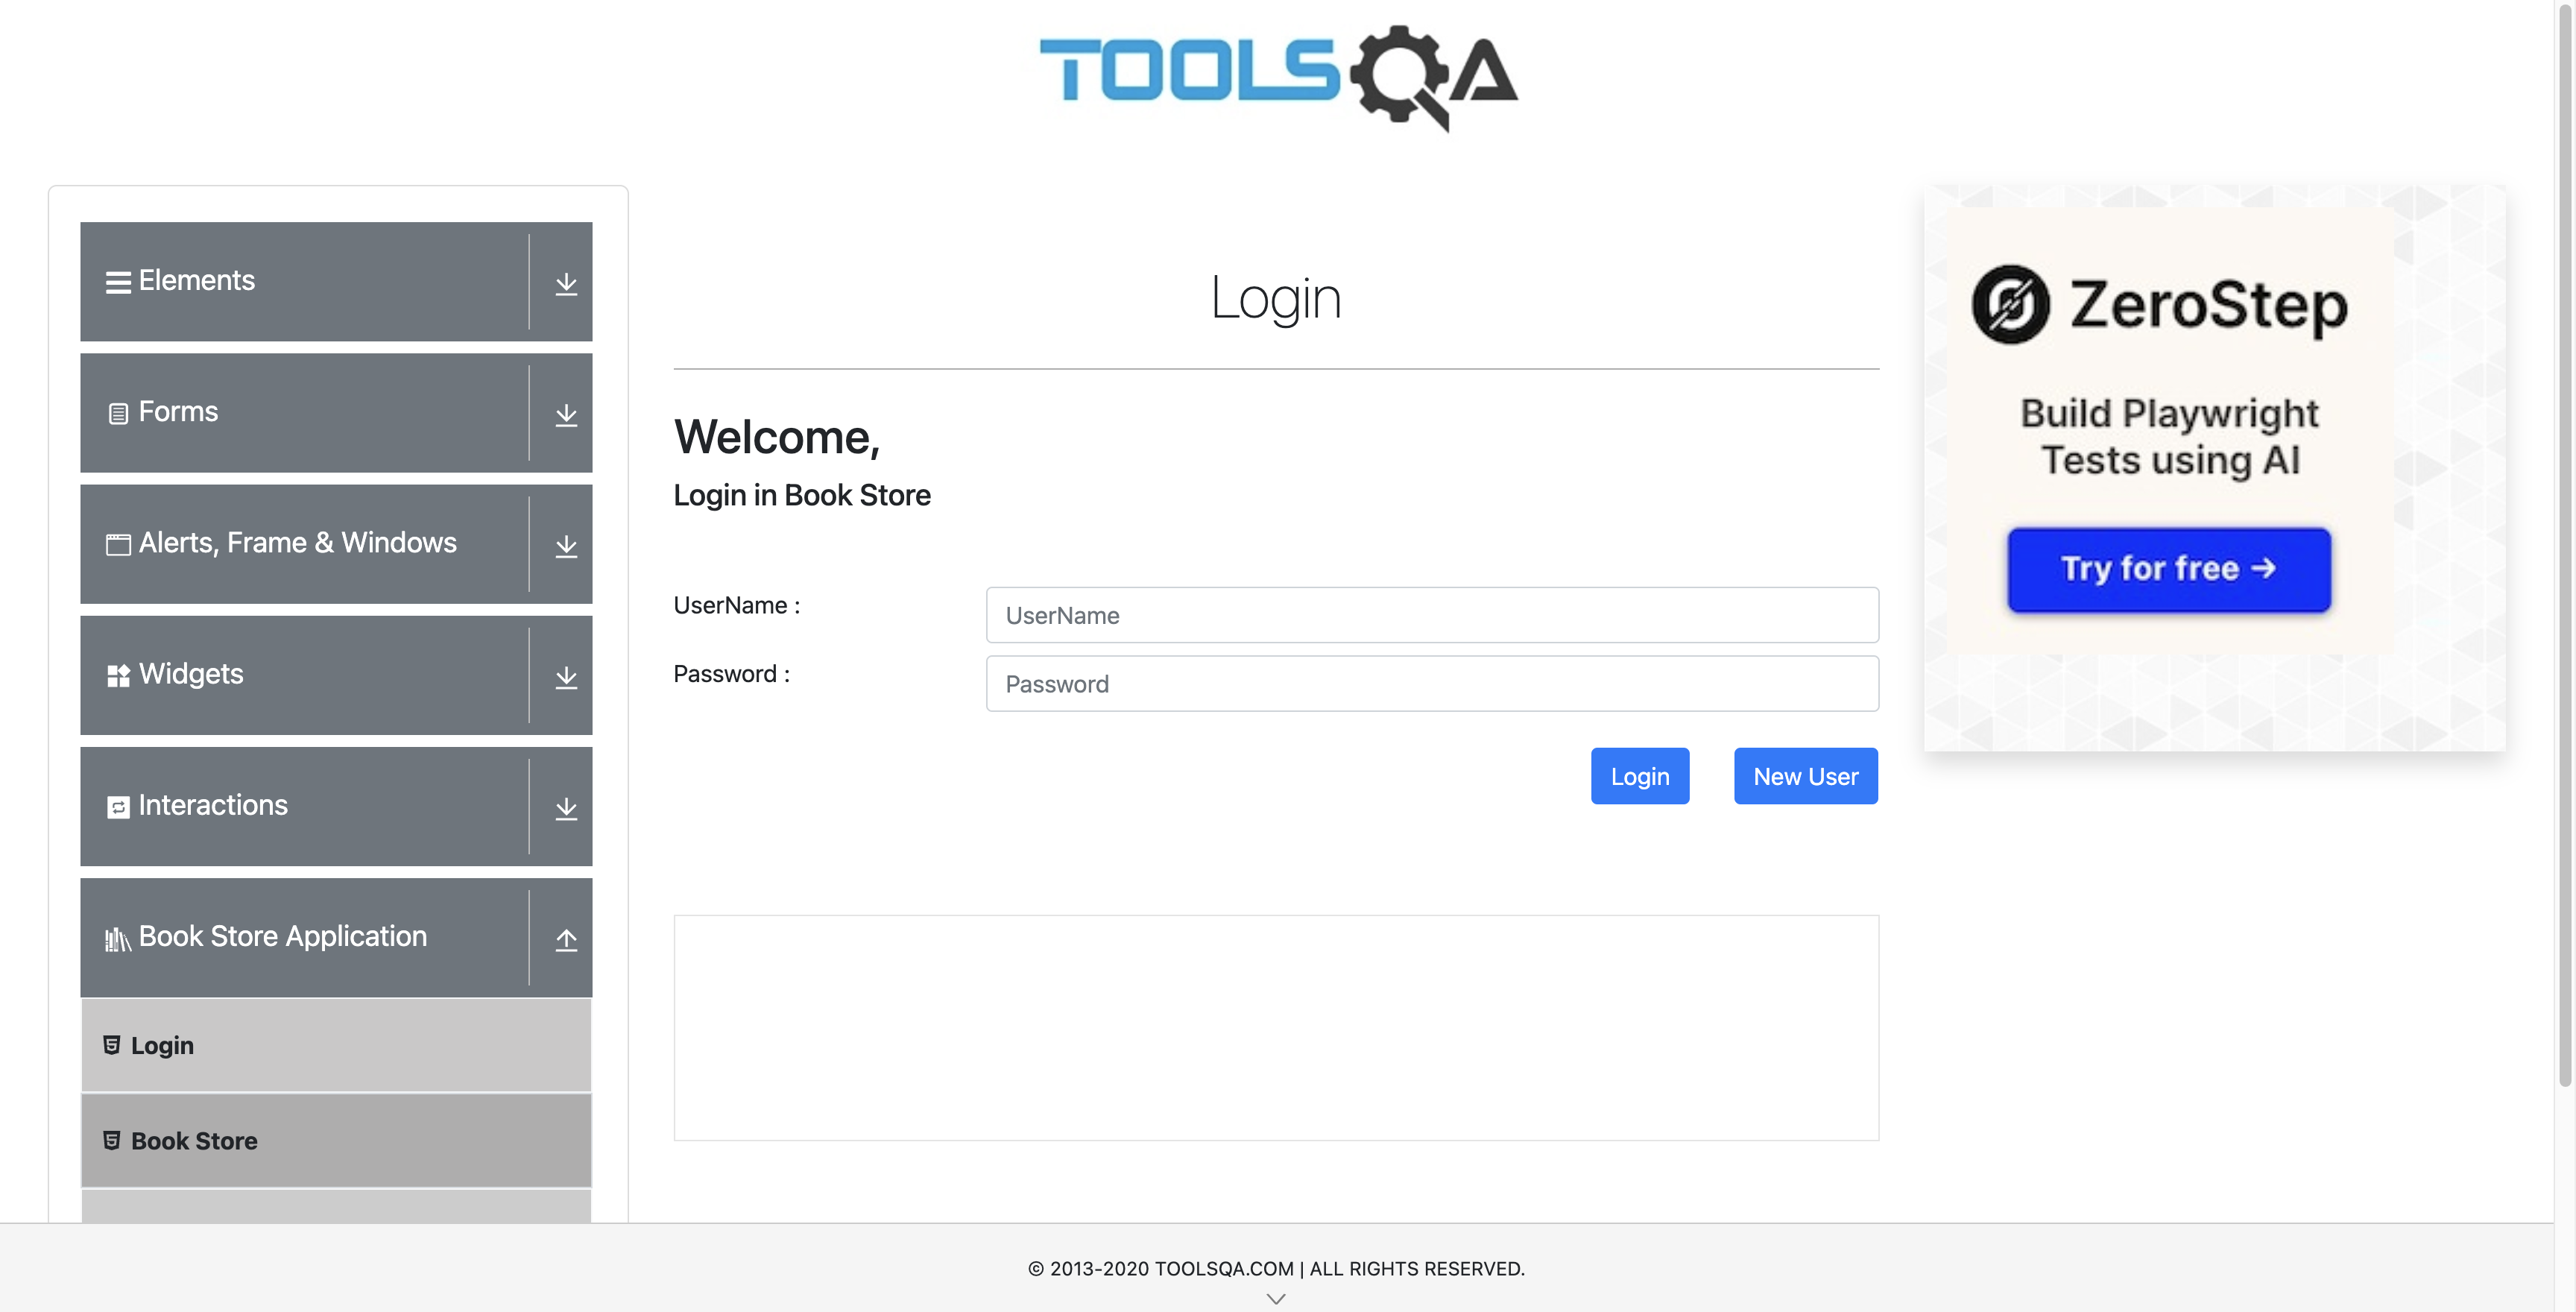 TOOLSQA
Elements
Forms
Alerts, Frame & Windows
Widgets
Interactions
Book Store Application
Login
Book Store
Login
Welcome,
Login in Book Store
UserName :
UserName
Password :
Password
Login
New User
ZeroStep
Build Playwright
Tests using AI
Try for free →
© 2013-2020 TOOLSQA.COM | ALL RIGHTS RESERVED.